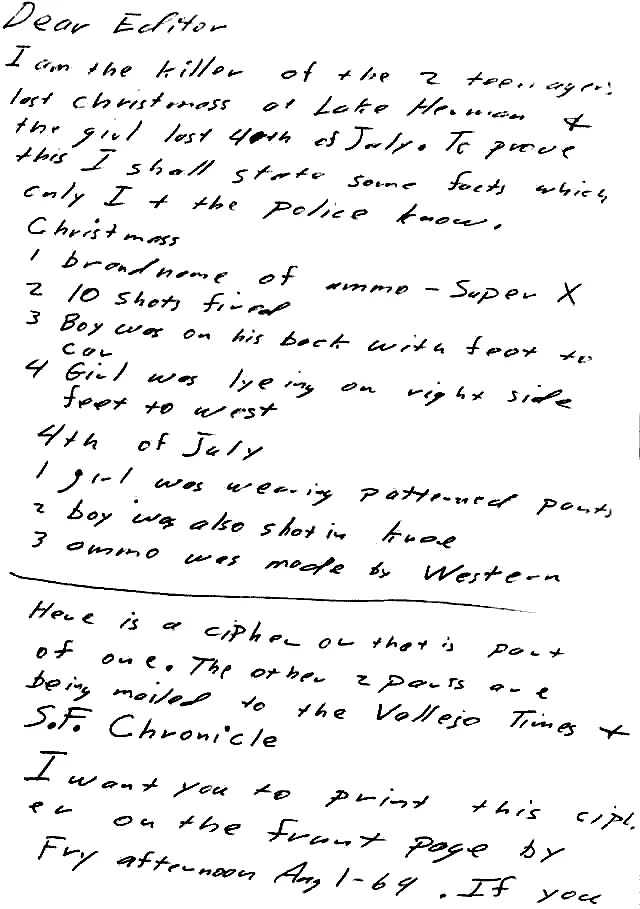 Dear Editor
I am the killer of the 2 teenagers
last Christmass at Lake Herman &
the girl last 4th of July. To prove
this I shall state some facts which
only I + the police know.
Christmass
1 brand name of ammo - Super X
2 10 shots fired
3 Boy was on his back with feet to
car
4 Girl was lyeing on right side
feet to west
4th of July
1 girl was wearing patterned pants
2 boy was also shot in knee
3 ammo was made by Western
Here is a cipher or that is part
of one. The other 2 parts are
being mailed to the Vallejo Times +
S.F. Chronicle
I want you to print this ciph-
er on the front page by
Fry afternoon Aug 1-69. If you